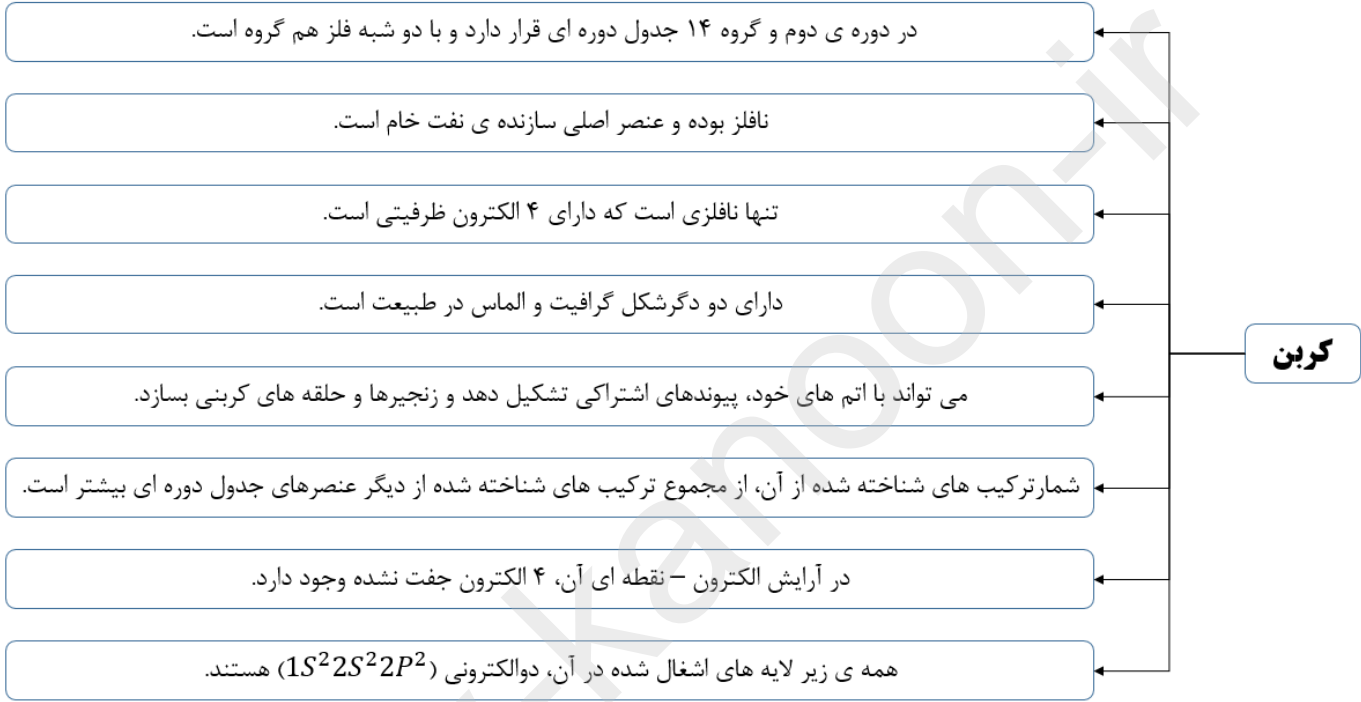 در دوره ی دوم و گروه ۱۴ جدول دوره ای قرار دارد و با دو شبه فلز هم گروه است.
نافلز بوده و عنصر اصلی سازنده ی نفت خام است.
تنها نافلزی است که دارای ۴ الکترون ظرفیتی است.
دارای دو دگرشکل گرافیت و الماس در طبیعت است.
کربن
می تواند با اتم های خود، پیوندهای اشتراکی تشکیل دهد و زنجیرها و حلقه های کربنی بسازد.
شمارترکیب های شناخته شده از آن، از مجموع ترکیب های شناخته شده از دیگر عنصرهای جدول دوره ای بیشتر است.
در آرایش الکترون – نقطه ای آن، ۴ الکترون جفت نشده وجود دارد.
همه ی زیر لایه های اشغال شده در آن، دوالکترونی (1S²2S²2P²) هستند.
kanoon-ir